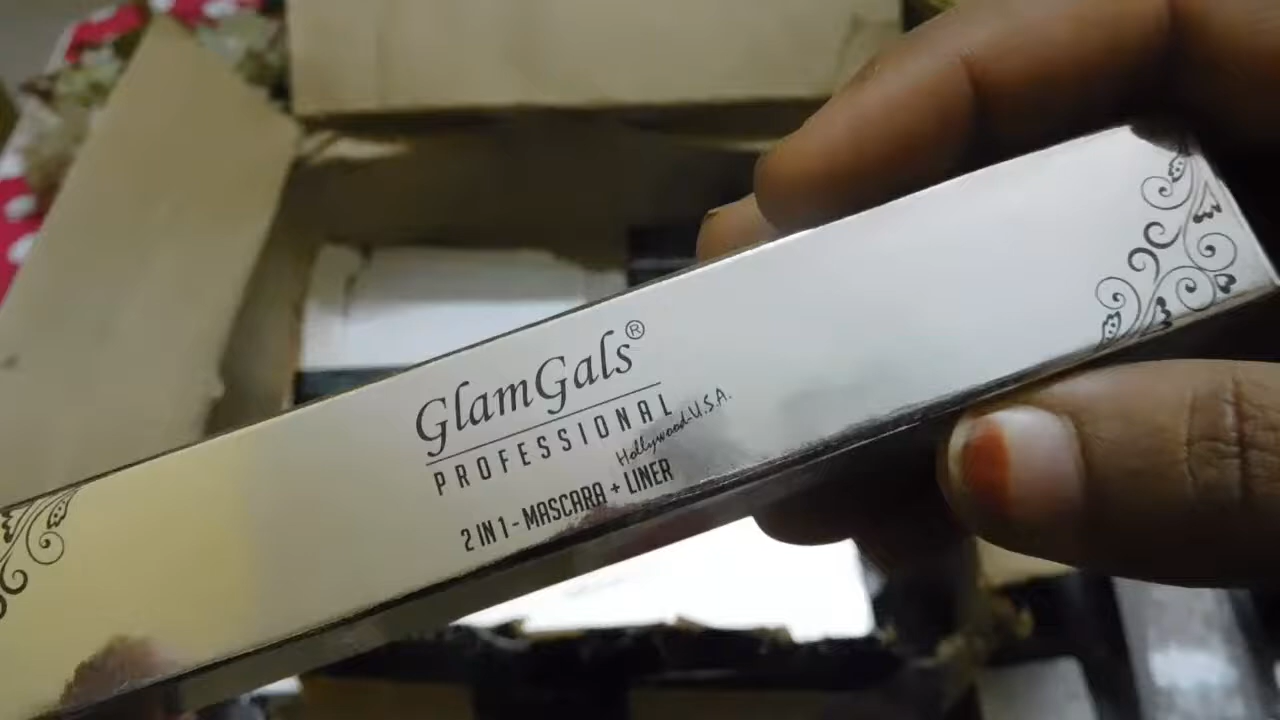 GlamGals®
PROFESSIONAL
Hollywood-U.S.A.
2 IN 1 - MASCARA + LINER